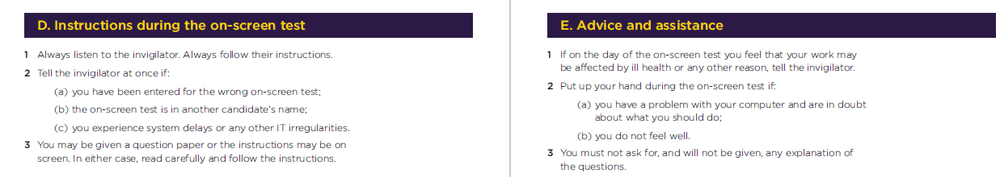 D. Instructions during the on-screen test
1 Always listen to the invigilator. Always follow their instructions.
2 Tell the invigilator at once if:
(a) you have been entered for the wrong on-screen test;
(b) the on-screen test is in another candidate's name;
(c) you experience system delays or any other IT irregularities.
3 You may be given a question paper or the instructions may be on
screen. In either case, read carefully and follow the instructions.
E. Advice and assistance
1 If on the day of the on-screen test you feel that your work may
be affected by ill health or any other reason, tell the invigilator.
2 Put up your hand during the on-screen test if:
(a) you have a problem with your computer and are in doubt
about what you should do;
(b) you do not feel well.
3 You must not ask for, and will not be given, any explanation of
the questions.